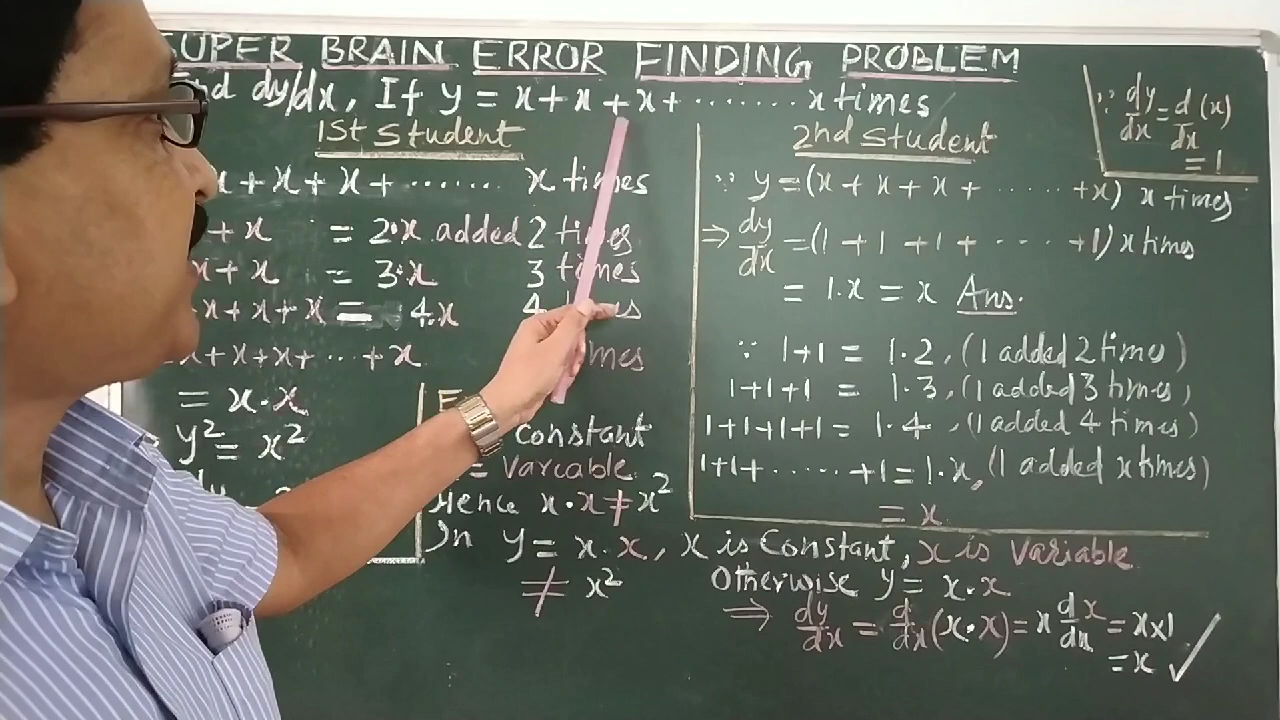 SUPER BRAIN ERROR FINDING PROBLEM
dy/dx, If y = x + x + x + ........ x times
∵ dy/dx = d/dx (x)
= 1
1st student
x + x + x + ....... x times
+ x = 2·x added 2 times
x + x = 3·x 3 times
x + x + x = 4.x 4
x + x + x + ... + x
= x·x
y² = x²
constant
= Variable
Hence x·x ≠ x²
2nd student
∵ y = (x + x + x + ...... + x) x times
⇒ dy/dx = (1 + 1 + 1 + .... + 1) x times
= 1.x = x Ans.
∵ 1+1 = 1.2, (1 added 2 times)
1+1+1 = 1.3, (1 added 3 times)
1+1+1+1 = 1.4, (1 added 4 times)
1+1+......+1 = 1.x, (1 added x times)
= x
In y = x.x, x is Constant, x is Variable
≠ x²
Otherwise y = x.x
⇒ dy/dx = d/dx (x·x) = x dx/dx = x×1
= x ✓